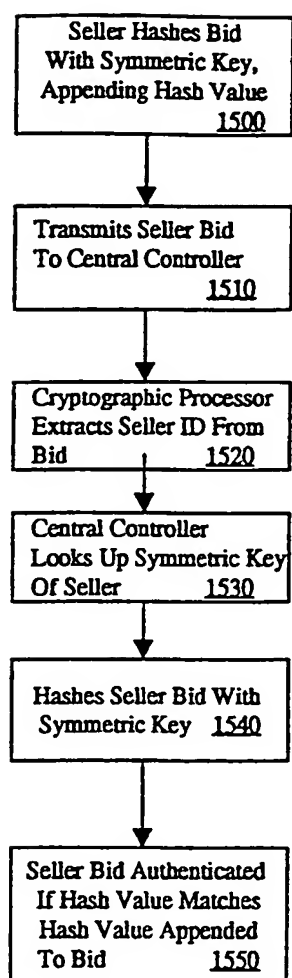 Seller Hashes Bid
With Symmetric Key,
Appending Hash Value
1500
Transmits Seller Bid
To Central Controller
1510
Cryptographic Processor
Extracts Seller ID From
Bid 1520
Central Controller
Looks Up Symmetric Key
Of Seller 1530
Hashes Seller Bid With
Symmetric Key 1540
Seller Bid Authenticated
If Hash Value Matches
Hash Value Appended
To Bid 1550